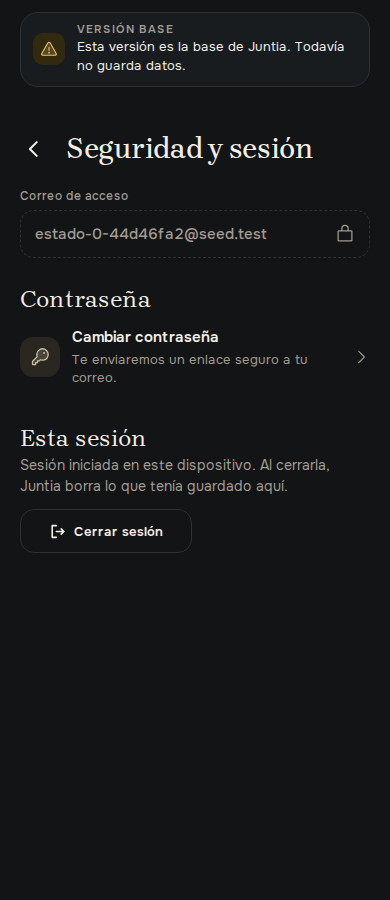 VERSIÓN BASE
Esta versión es la base de Juntia. Todavía
no guarda datos.
Seguridad y sesión
Correo de acceso
estado-0-44d46fa2@seed.test
Contraseña
Cambiar contraseña
Te enviaremos un enlace seguro a tu
correo.
Esta sesión
Sesión iniciada en este dispositivo. Al cerrarla,
Juntia borra lo que tenía guardado aquí.
Cerrar sesión